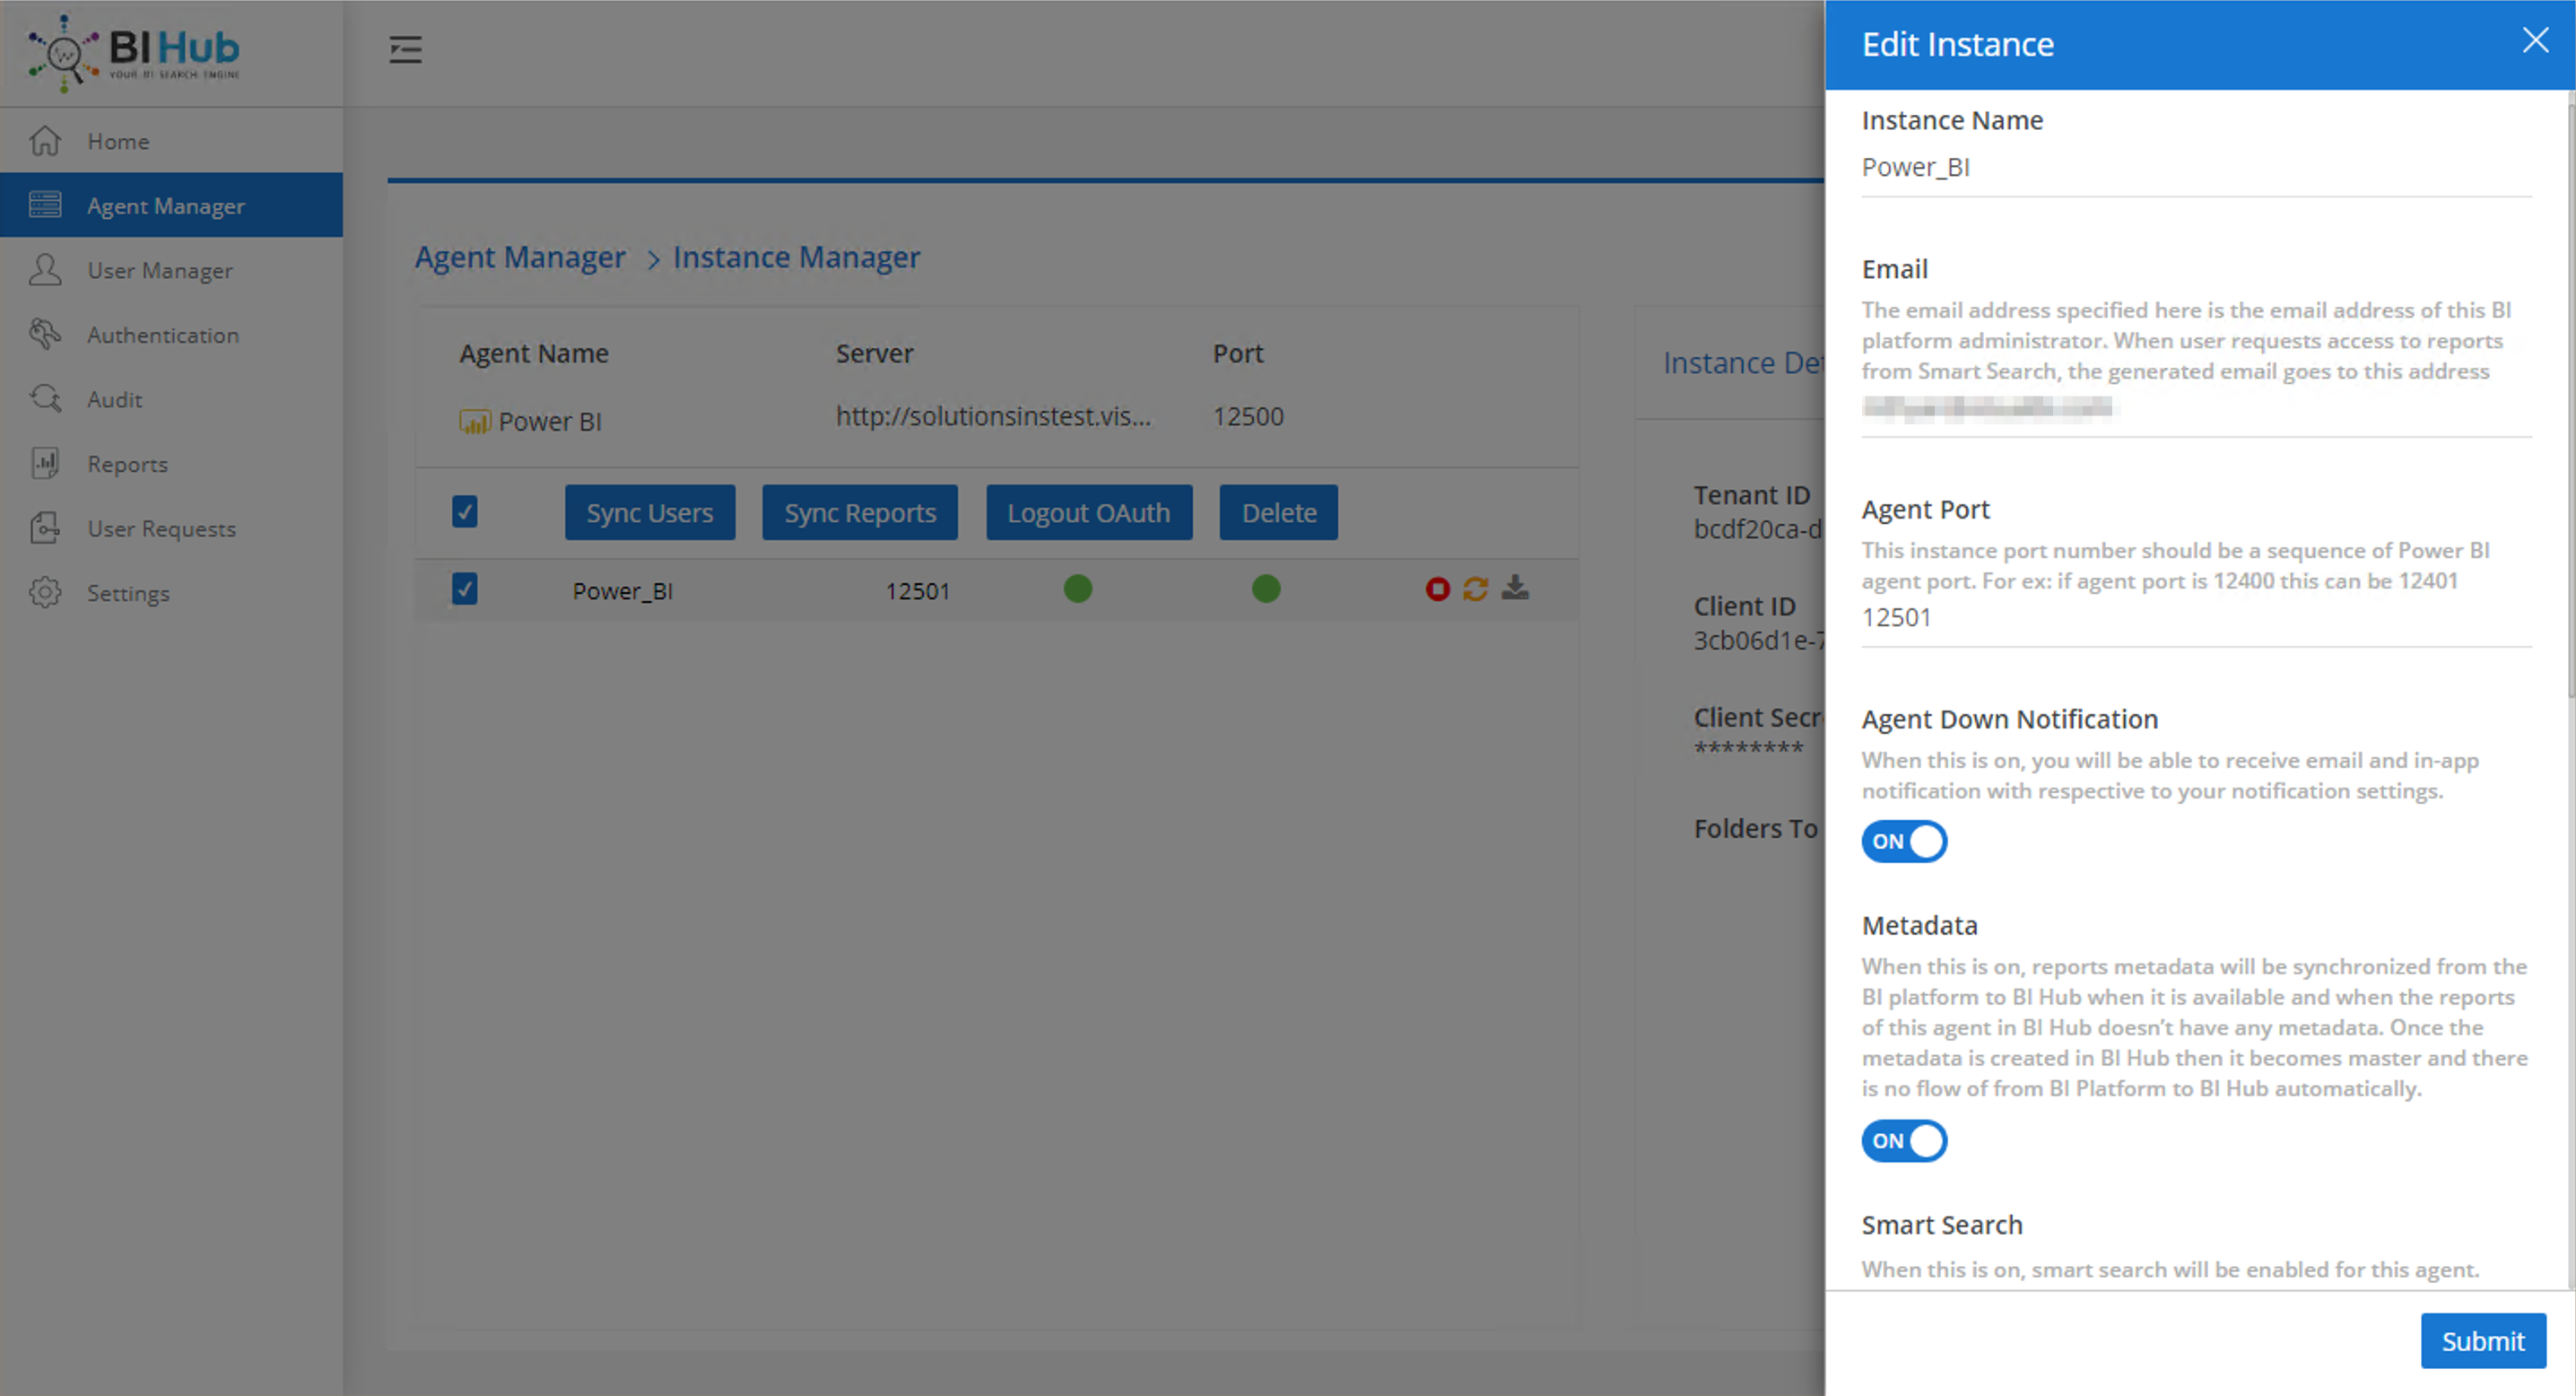 BI Hub
YOUR BI SEARCH ENGINE
Home
Agent Manager
User Manager
Authentication
Audit
Reports
User Requests
Settings
Agent Manager > Instance Manager
Agent Name Server Port
Power BI http://solutionsinstest.vis... 12500
Sync Users Sync Reports Logout OAuth Delete
Power_BI 12501
Instance De
Tenant ID
bcdf20ca-d
Client ID
3cb06d1e-7
Client Secr
********
Folders To
Edit Instance
Instance Name
Power_BI
Email
The email address specified here is the email address of this BI
platform administrator. When user requests access to reports
from Smart Search, the generated email goes to this address
Agent Port
This instance port number should be a sequence of Power BI
agent port. For ex: if agent port is 12400 this can be 12401
12501
Agent Down Notification
When this is on, you will be able to receive email and in-app
notification with respective to your notification settings.
ON
Metadata
When this is on, reports metadata will be synchronized from the
BI platform to BI Hub when it is available and when the reports
of this agent in BI Hub doesn’t have any metadata. Once the
metadata is created in BI Hub then it becomes master and there
is no flow of from BI Platform to BI Hub automatically.
ON
Smart Search
When this is on, smart search will be enabled for this agent.
Submit